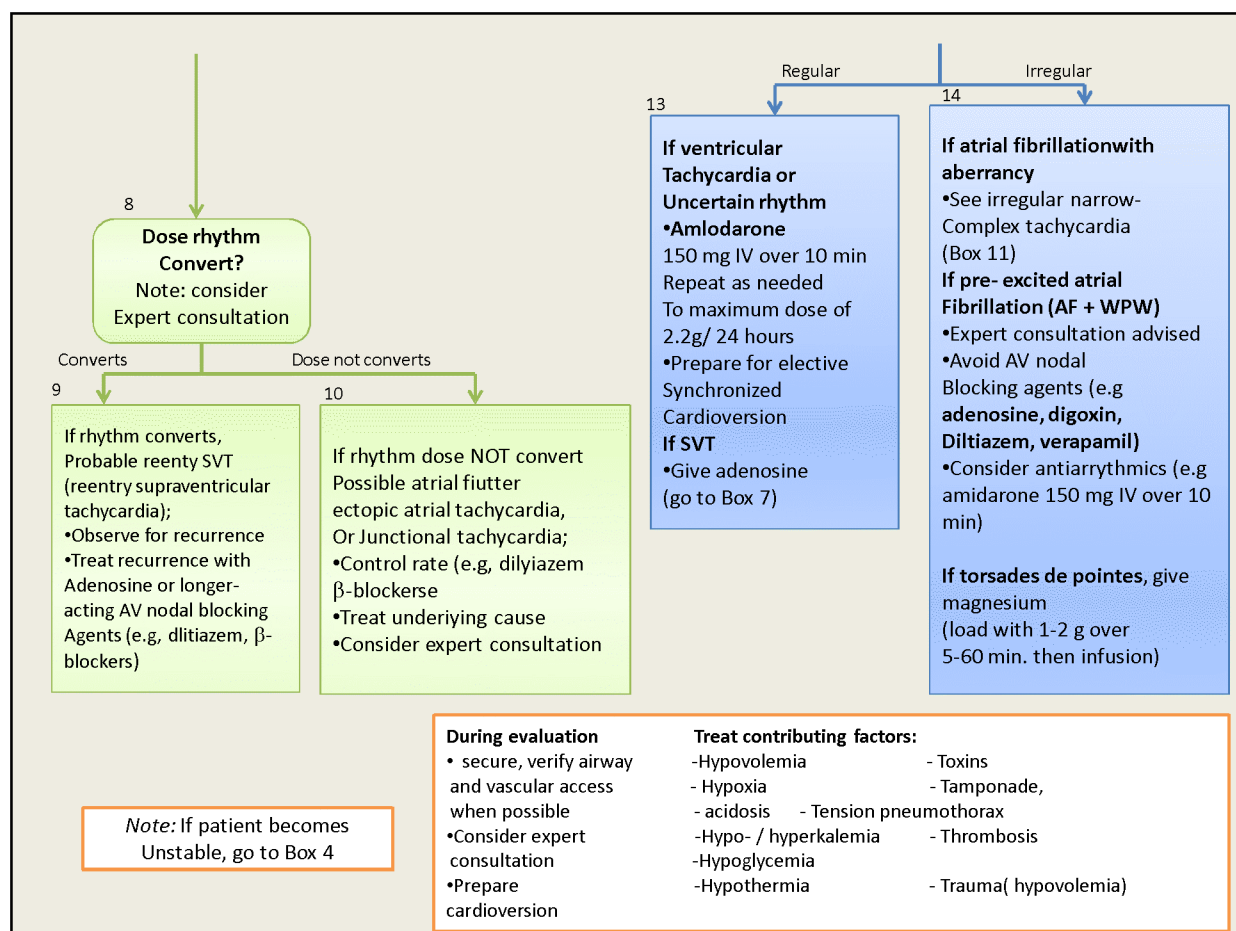 Regular
Irregular
8
Dose rhythm
Convert?
Note: consider
Expert consultation
Converts
Dose not converts
9
If rhythm converts,
Probable reenty SVT
(reentry supraventricular
tachycardia);
•Observe for recurrence
•Treat recurrence with
Adenosine or longer-
acting AV nodal blocking
Agents (e.g, dlitiazem, β-
blockers)
10
If rhythm dose NOT convert
Possible atrial fiutter
ectopic atrial tachycardia,
Or Junctional tachycardia;
•Control rate (e.g, dilyiazem
β-blockerse
•Treat underiying cause
•Consider expert consultation
13
If ventricular
Tachycardia or
Uncertain rhythm
•Amlodarone
150 mg IV over 10 min
Repeat as needed
To maximum dose of
2.2g/ 24 hours
•Prepare for elective
Synchronized
Cardioversion
If SVT
•Give adenosine
(go to Box 7)
14
If atrial fibrillationwith
aberrancy
•See irregular narrow-
Complex tachycardia
(Box 11)
If pre- excited atrial
Fibrillation (AF + WPW)
•Expert consultation advised
•Avoid AV nodal
Blocking agents (e.g
adenosine, digoxin,
Diltiazem, verapamil)
•Consider antiarrythmics (e.g
amidarone 150 mg IV over 10
min)
If torsades de pointes, give
magnesium
(load with 1-2 g over
5-60 min. then infusion)
Note: If patient becomes
Unstable, go to Box 4
During evaluation
• secure, verify airway
and vascular access
when possible
•Consider expert
consultation
•Prepare
cardioversion
Treat contributing factors:
-Hypovolemia - Toxins
- Hypoxia - Tamponade,
- acidosis - Tension pneumothorax
-Hypo- / hyperkalemia - Thrombosis
-Hypoglycemia
-Hypothermia - Trauma( hypovolemia)